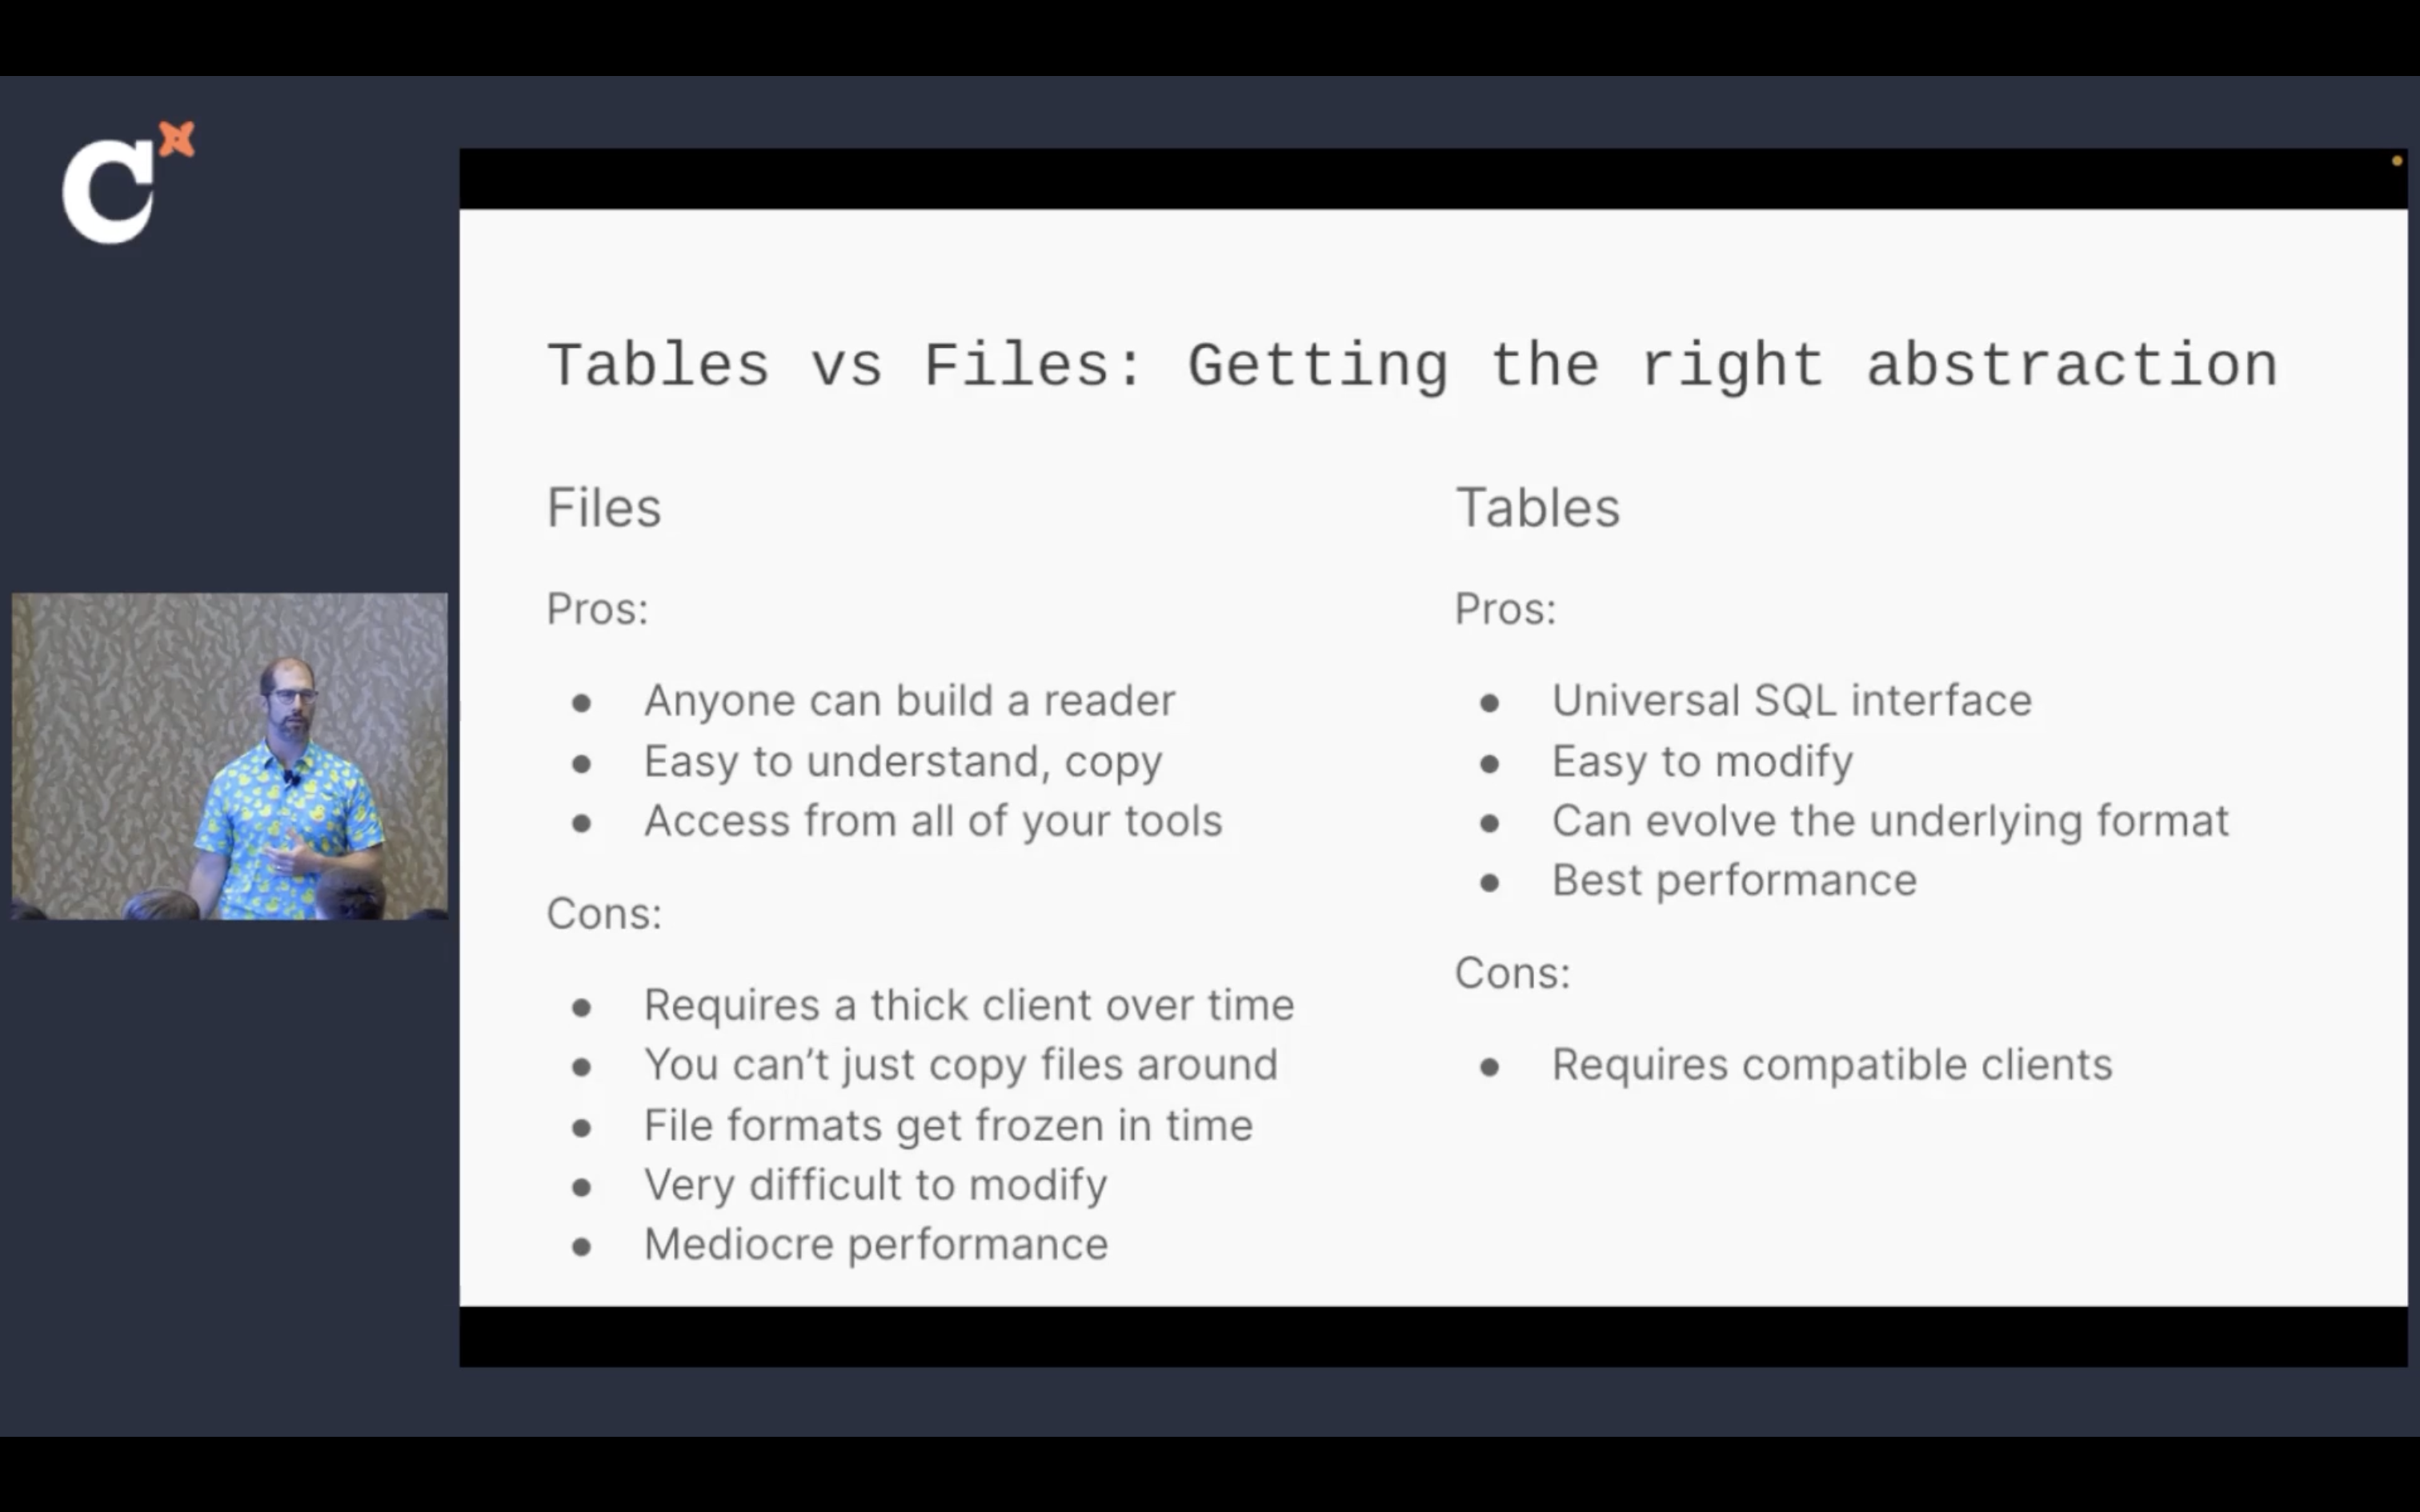 C
Tables vs Files: Getting the right abstraction
Files
Pros:
● Anyone can build a reader
● Easy to understand, copy
● Access from all of your tools
Cons:
● Requires a thick client over time
● You can’t just copy files around
● File formats get frozen in time
● Very difficult to modify
● Mediocre performance
Tables
Pros:
● Universal SQL interface
● Easy to modify
● Can evolve the underlying format
● Best performance
Cons:
● Requires compatible clients